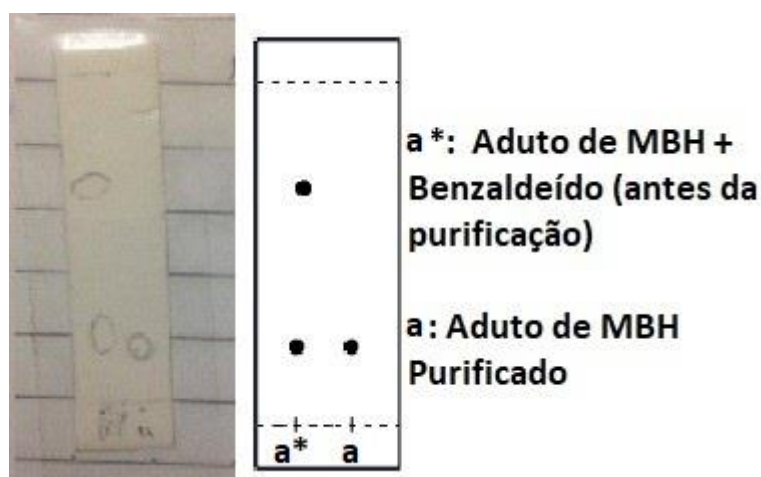 a*: Aduto de MBH +
Benzaldeído (antes da
purificação)
a: Aduto de MBH
Purificado
a* a